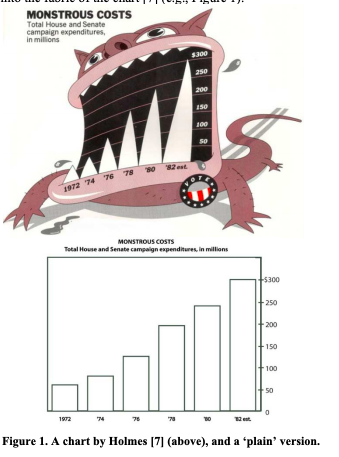 into the fabric of the chart [7] (e.g., Figure 1).
MONSTROUS COSTS
Total House and Senate
campaign expenditures,
in millions
$300
250
200
150
100
50
1972 '74 '76 '78 '80 '82 est.
VOTE
MONSTROUS COSTS
Total House and Senate campaign expenditures, in millions
$300
250
200
150
100
50
0
1972 '74 '76 '78 '80 '82 est.
Figure 1. A chart by Holmes [7] (above), and a ‘plain’ version.